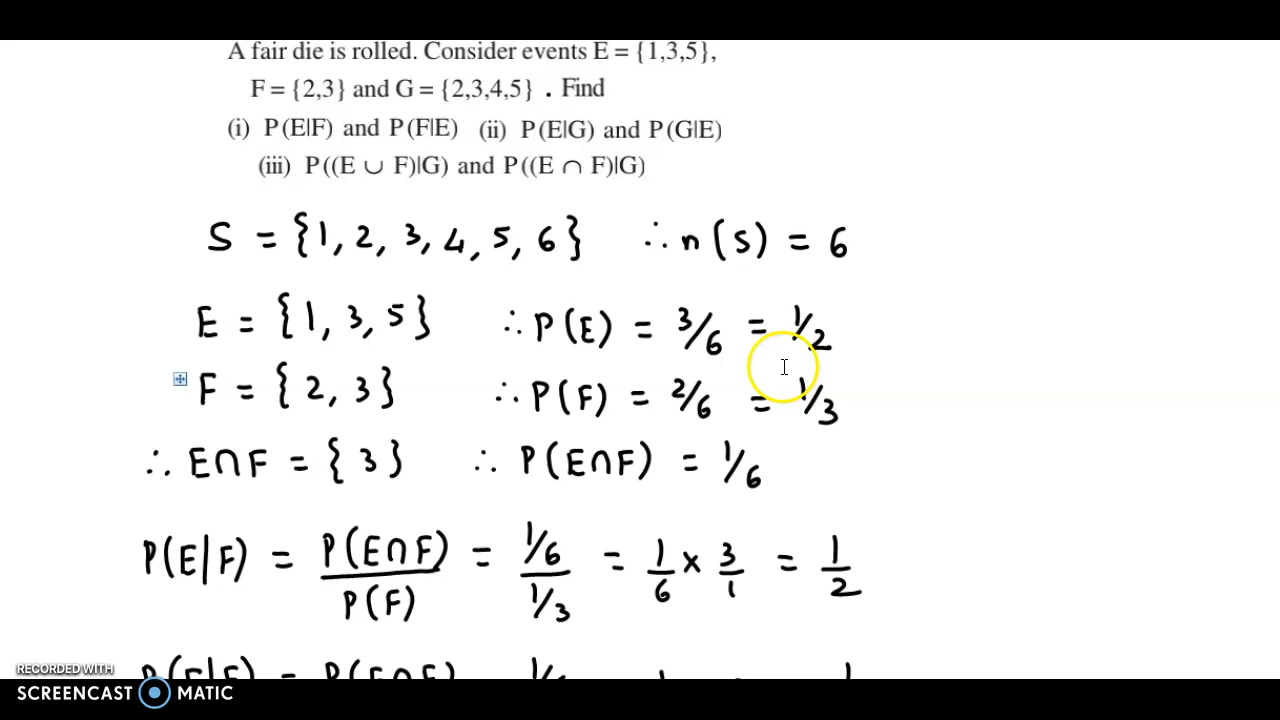 A fair die is rolled. Consider events E = {1,3,5},
F = {2,3} and G = {2,3,4,5} . Find
(i) P(E|F) and P(F|E) (ii) P(E|G) and P(G|E)
(iii) P((E ∪ F)|G) and P((E ∩ F)|G)
S = {1, 2, 3, 4, 5, 6} ∴ n(S) = 6
E = {1, 3, 5} ∴ P(E) = 3/6 = 1/2
F = {2, 3} ∴ P(F) = 2/6 = 1/3
∴ E∩F = {3} ∴ P(E∩F) = 1/6
P(E|F) = P(E∩F)/P(F) = (1/6)/(1/3) = 1/6 × 3/1 = 1/2
RECORDED WITH
SCREENCAST MATIC